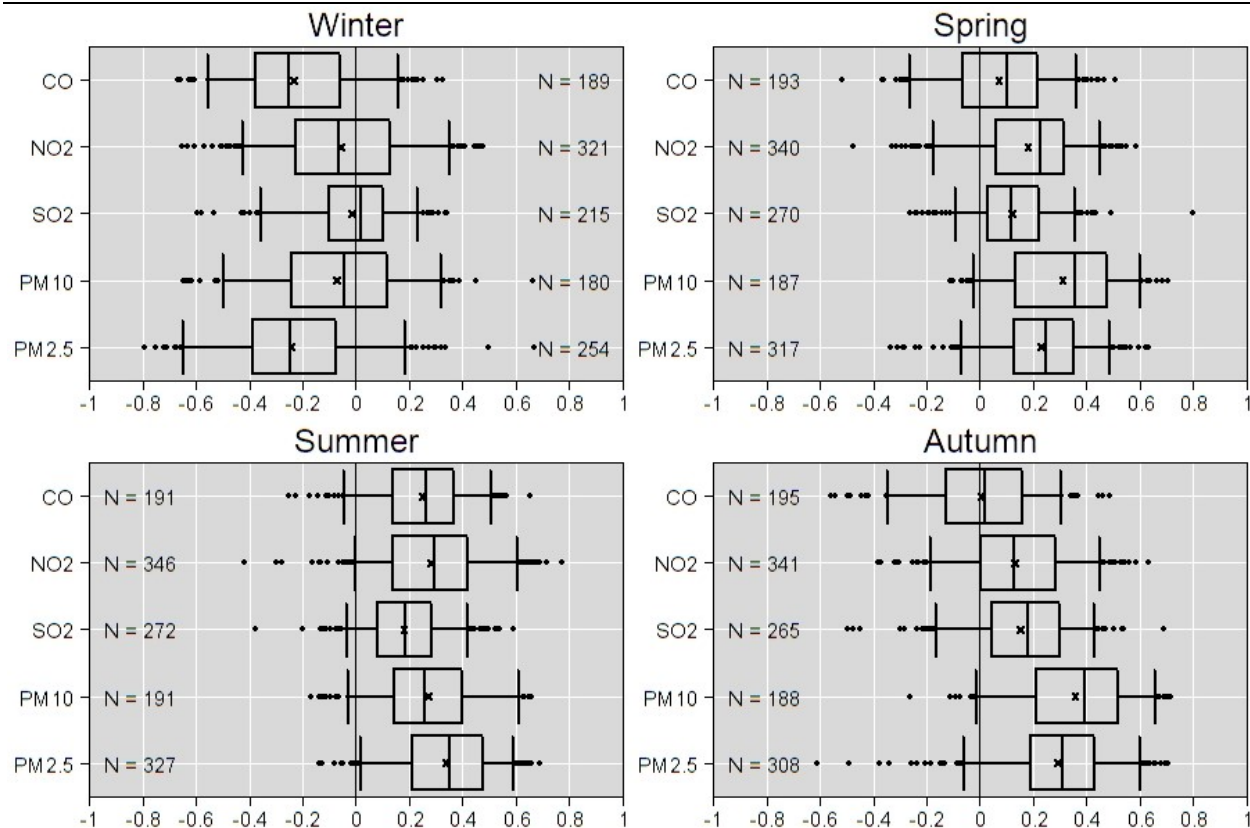 Winter
CO N = 189
NO2 N = 321
SO2 N = 215
PM10 N = 180
PM2.5 N = 254
-1 -0.8 -0.6 -0.4 -0.2 0 0.2 0.4 0.6 0.8 1
Spring
CO N = 193
NO2 N = 340
SO2 N = 270
PM10 N = 187
PM2.5 N = 317
-1 -0.8 -0.6 -0.4 -0.2 0 0.2 0.4 0.6 0.8 1
Summer
CO N = 191
NO2 N = 346
SO2 N = 272
PM10 N = 191
PM2.5 N = 327
-1 -0.8 -0.6 -0.4 -0.2 0 0.2 0.4 0.6 0.8 1
Autumn
CO N = 195
NO2 N = 341
SO2 N = 265
PM10 N = 188
PM2.5 N = 308
-1 -0.8 -0.6 -0.4 -0.2 0 0.2 0.4 0.6 0.8 1